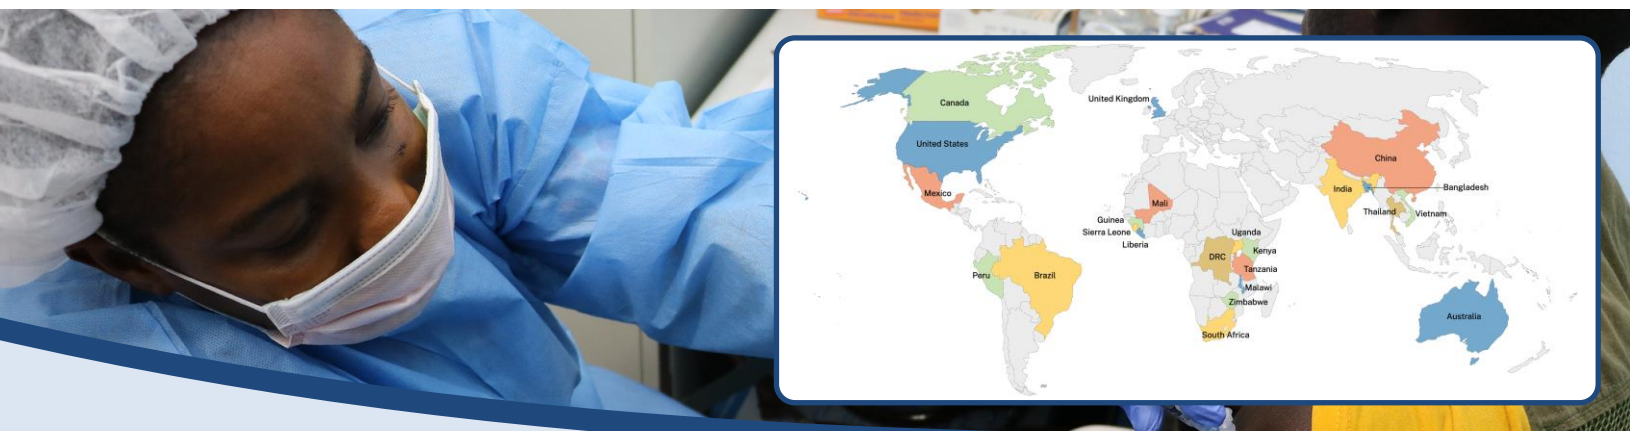 Canada
United Kingdom
United States
China
Mexico
India
Bangladesh
Mali
Thailand
Vietnam
Guinea
Sierra Leone
Liberia
Uganda
Kenya
DRC
Tanzania
Peru
Brazil
Malawi
Zimbabwe
Australia
South Africa